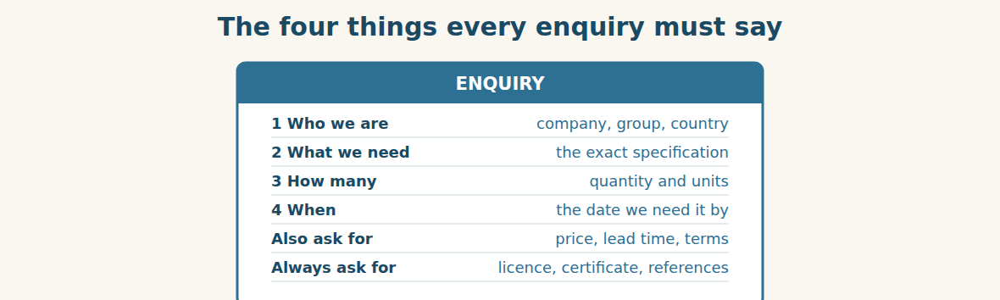 The four things every enquiry must say
ENQUIRY
1 Who we are company, group, country
2 What we need the exact specification
3 How many quantity and units
4 When the date we need it by
Also ask for price, lead time, terms
Always ask for licence, certificate, references